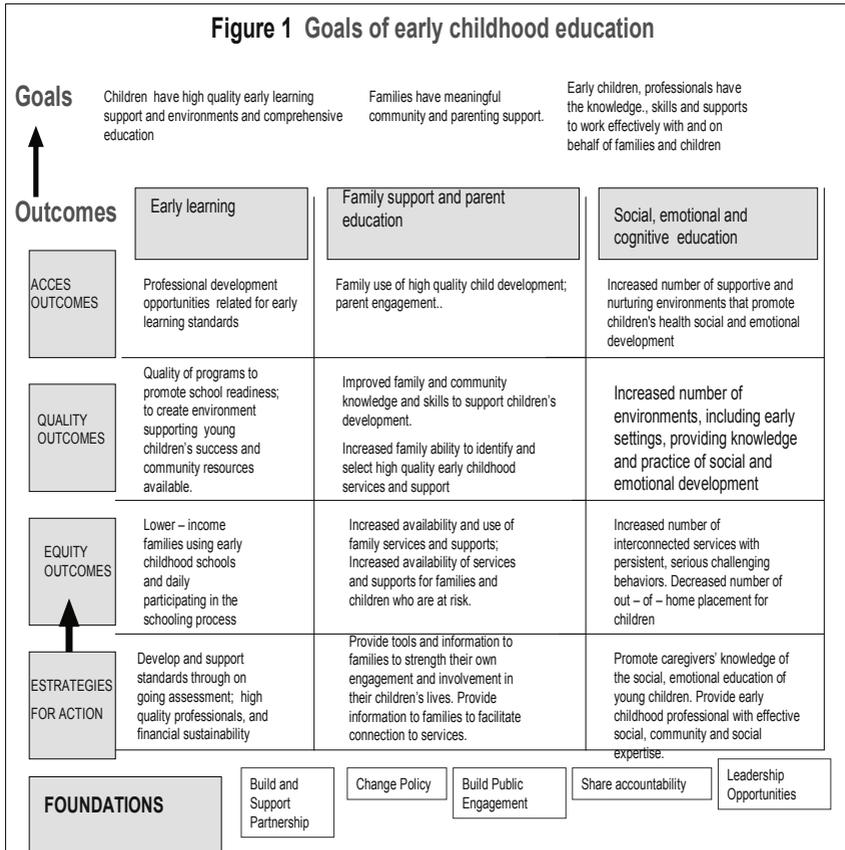 Figure 1 Goals of early childhood education
Goals
Children have high quality early learning
support and environments and comprehensive
education
Families have meaningful
community and parenting support.
Early children, professionals have
the knowledge., skills and supports
to work effectively with and on
behalf of families and children
Outcomes
Early learning
Family support and parent
education
Social, emotional and
cognitive education
ACCES
OUTCOMES
Professional development
opportunities related for early
learning standards
Family use of high quality child development;
parent engagement..
Increased number of supportive and
nurturing environments that promote
children's health social and emotional
development
QUALITY
OUTCOMES
Quality of programs to
promote school readiness;
to create environment
supporting young
children's success and
community resources
available.
Improved family and community
knowledge and skills to support children's
development.
Increased family ability to identify and
select high quality early childhood
services and support
Increased number of
environments, including early
settings, providing knowledge
and practice of social and
emotional development
EQUITY
OUTCOMES
Lower – income
families using early
childhood schools
and daily
participating in the
schooling process
Increased availability and use of
family services and supports;
Increased availability of services
and supports for families and
children who are at risk.
Increased number of
interconnected services with
persistent, serious challenging
behaviors. Decreased number of
out – of – home placement for
children
ESTRATEGIES
FOR ACTION
Develop and support
standards through on
going assessment; high
quality professionals, and
financial sustainability
Provide tools and information to
families to strength their own
engagement and involvement in
their children's lives. Provide
information to families to facilitate
connection to services.
Promote caregivers' knowledge of
the social, emotional education of
young children. Provide early
childhood professional with effective
social, community and social
expertise.
FOUNDATIONS
Build and
Support
Partnership
Change Policy
Build Public
Engagement
Share accountability
Leadership
Opportunities